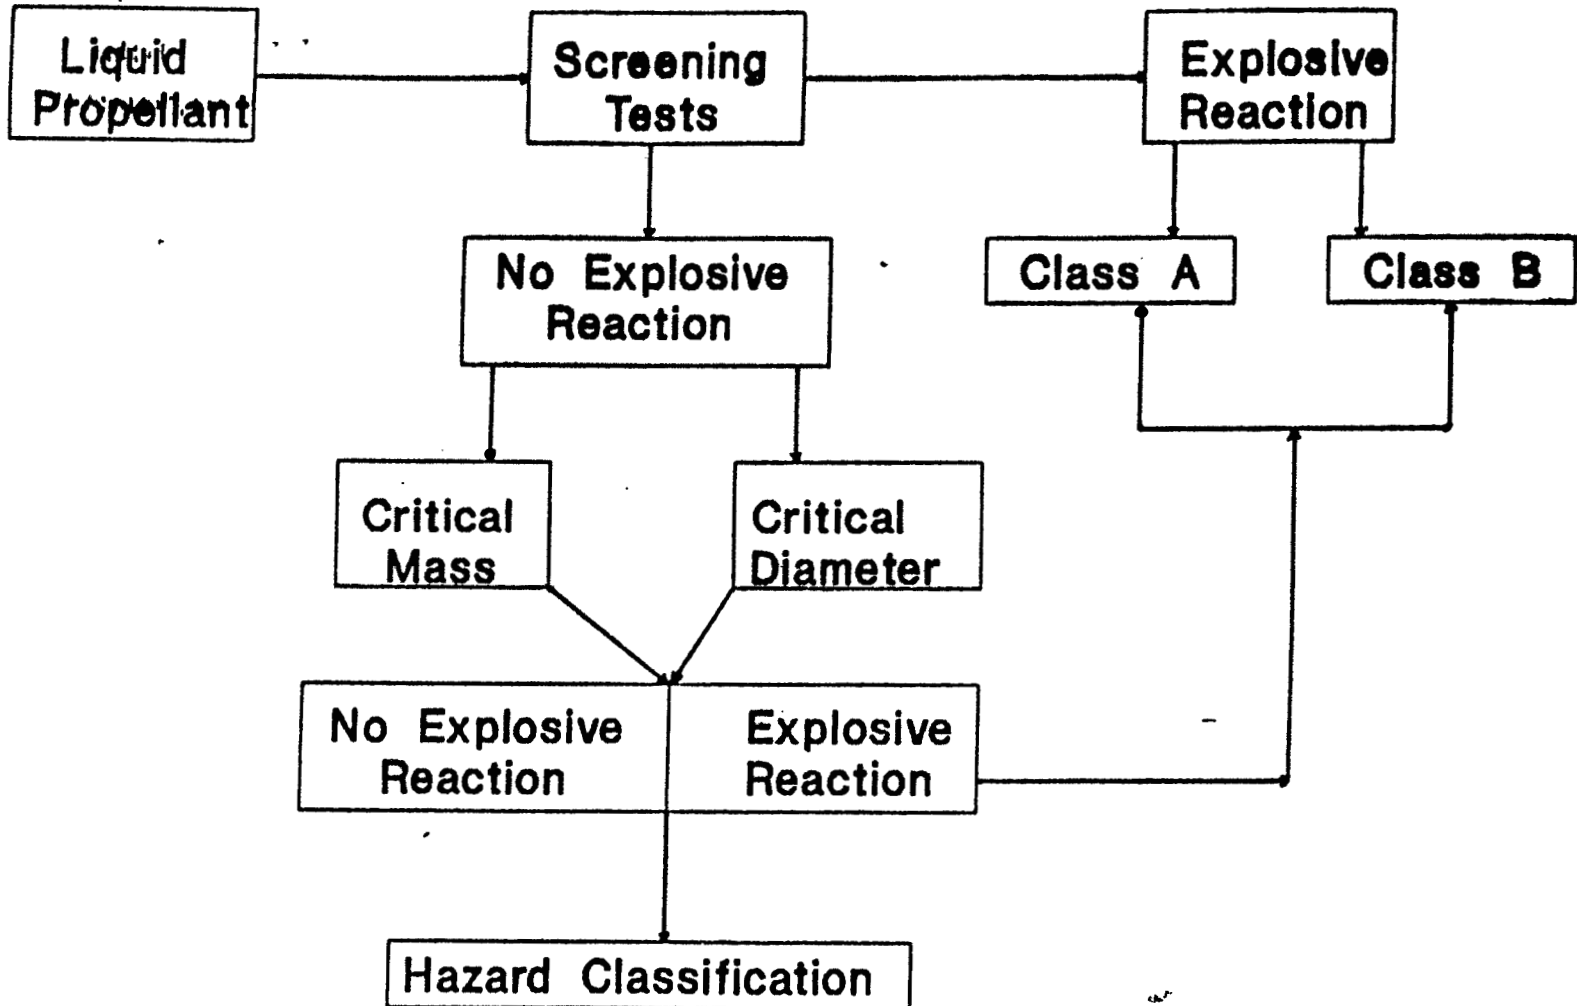 Liquid
Propellant
Screening
Tests
Explosive
Reaction
No Explosive
Reaction
Class A
Class B
Critical
Mass
Critical
Diameter
No Explosive
Reaction
Explosive
Reaction
Hazard Classification